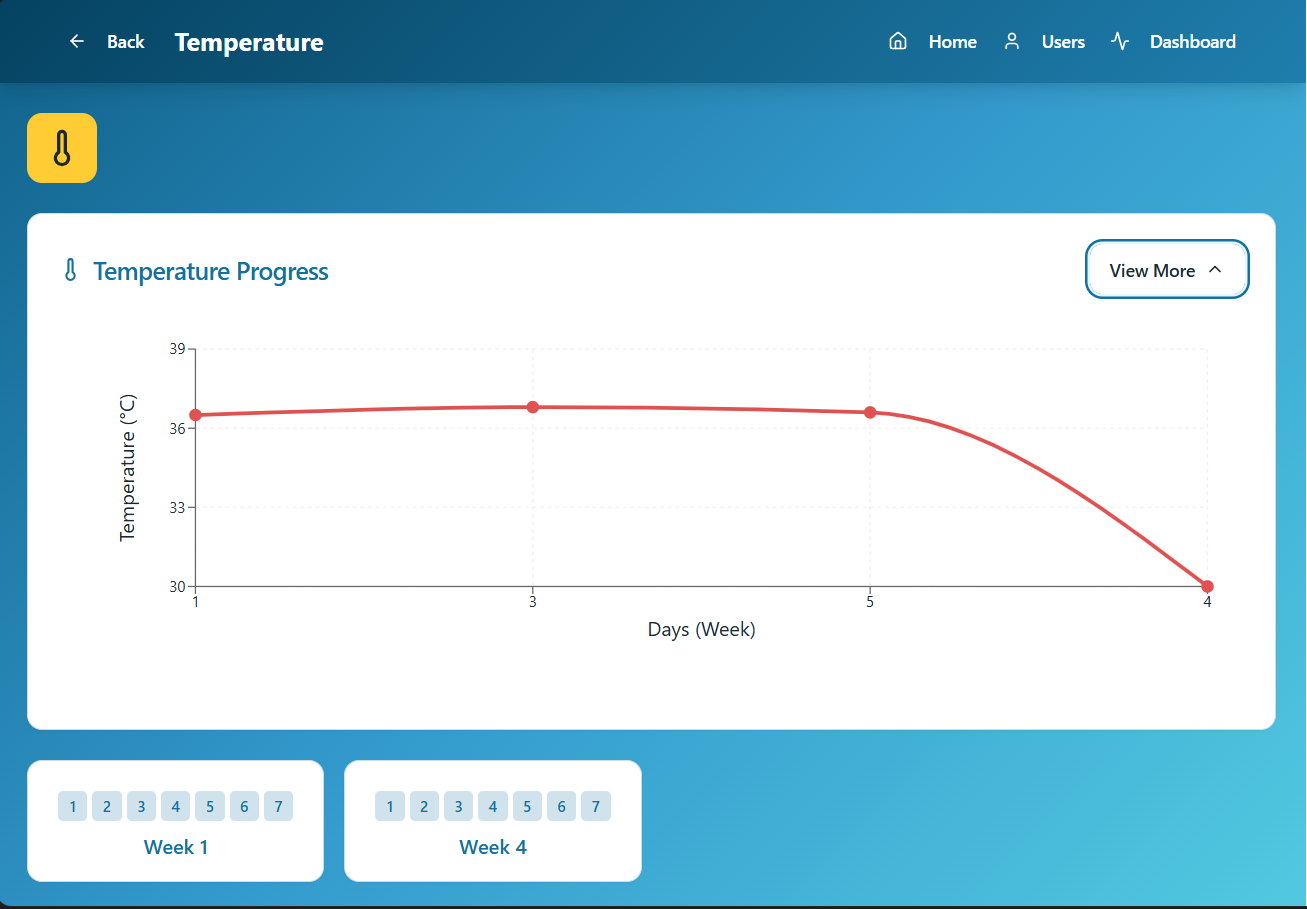 Back Temperature Home Users Dashboard
Temperature Progress View More
39
36
33
30
Temperature (°C)
1 3 5 4
Days (Week)
1 2 3 4 5 6 7
Week 1
1 2 3 4 5 6 7
Week 4